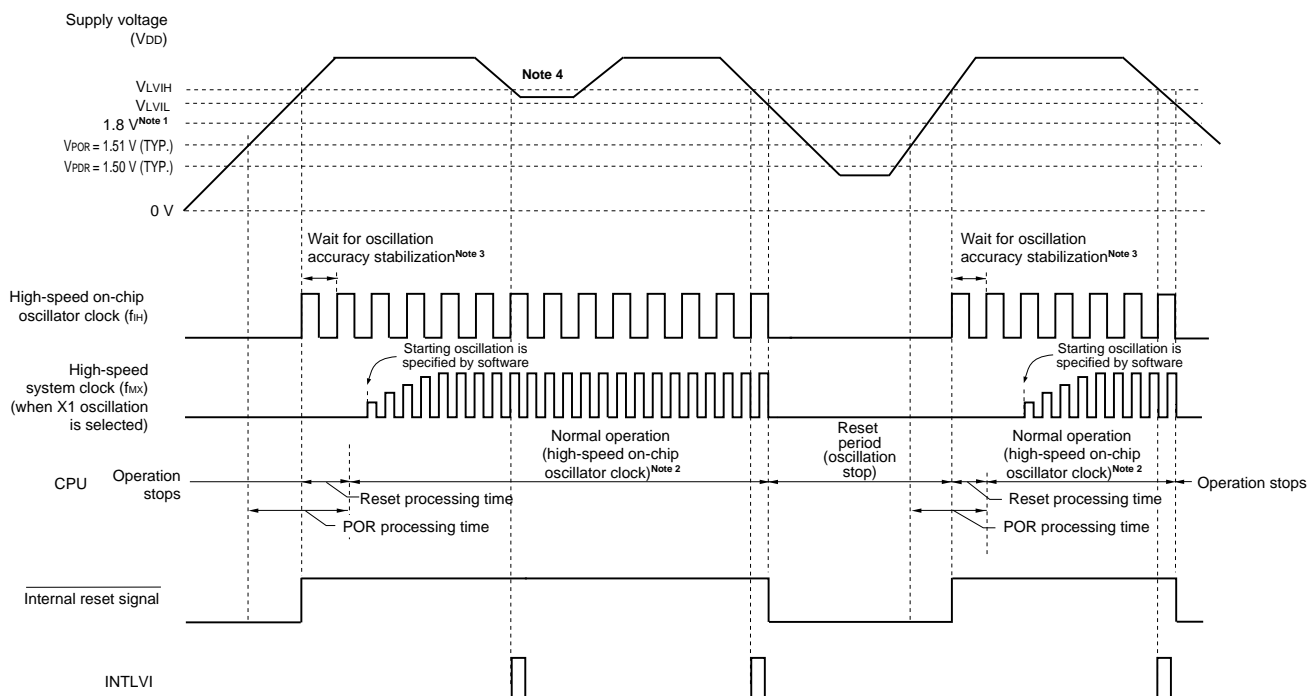 Supply voltage
(VDD)
Note 4
VLVIH
VLVIL
1.8 V Note 1
VPOR = 1.51 V (TYP.)
VPDR = 1.50 V (TYP.)
0 V
Wait for oscillation
accuracy stabilization Note 3
Wait for oscillation
accuracy stabilization Note 3
High-speed on-chip
oscillator clock (fIH)
Starting oscillation is
specified by software
Starting oscillation is
specified by software
High-speed
system clock (fMX)
(when X1 oscillation
is selected)
Normal operation
(high-speed on-chip
oscillator clock) Note 2
Reset
period
(oscillation
stop)
Normal operation
(high-speed on-chip
oscillator clock) Note 2
CPU
Operation
stops
Operation stops
Reset processing time
Reset processing time
POR processing time
POR processing time
Internal reset signal
INTLVI